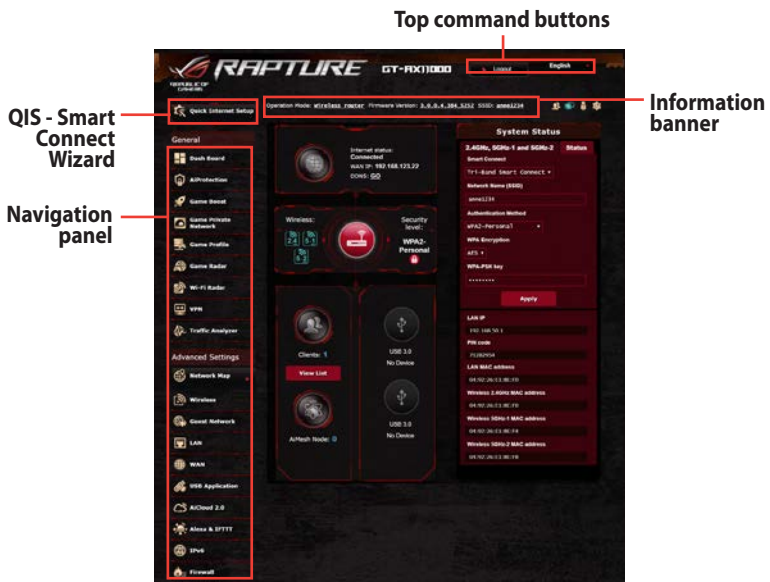 Top command buttons
RAPTURE GT-AX11000
REPUBLIC OF
GAMERS
Logout
English
QIS - Smart
Connect
Wizard
Quick Internet Setup
Operation Mode: Wireless router Firmware Version: 3.0.0.4.384_5252 SSID: anne1234
Information
banner
Navigation
panel
General
Dash Board
AiProtection
Game Boost
Game Private
Network
Game Profile
Game Radar
Wi-Fi Radar
VPN
Traffic Analyzer
Advanced Settings
Network Map
Wireless
Guest Network
LAN
WAN
USB Application
AiCloud 2.0
Alexa & IFTTT
IPv6
Firewall
Internet status:
Connected
WAN IP: 192.168.123.22
DDNS: GO
Wireless:
2.4 5-1
5-2
Security
level:
WPA2-
Personal
Clients: 1
View List
USB 3.0
No Device
AiMesh Node: 0
USB 3.0
No Device
System Status
2.4GHz, 5GHz-1 and 5GHz-2 Status
Smart Connect
Tri-Band Smart Connect
Network Name (SSID)
anne1234
Authentication Method
WPA2-Personal
WPA Encryption
AES
WPA-PSK key
••••••••
Apply
LAN IP
192.168.50.1
PIN code
LAN MAC address
Wireless 2.4GHz MAC address
Wireless 5GHz-1 MAC address
Wireless 5GHz-2 MAC address